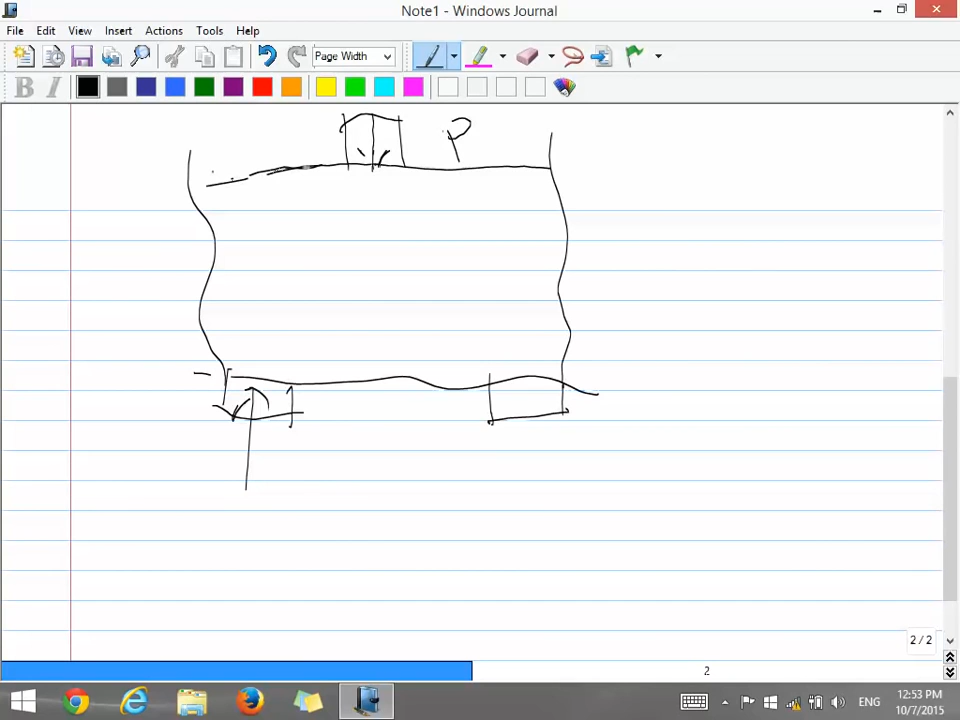 Note1 - Windows Journal
File Edit View Insert Actions Tools Help
Page Width
B I
P
2 / 2
2
ENG
12:53 PM
10/7/2015